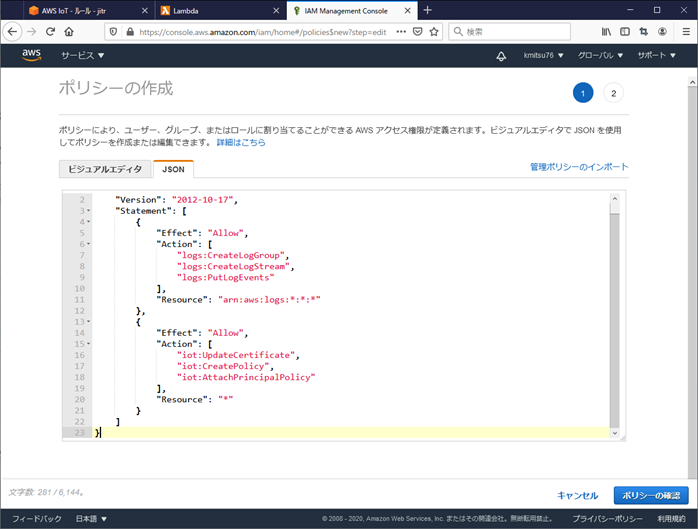 AWS IoT - ルール - jitr
Lambda
IAM Management Console
https://console.aws.amazon.com/iam/home#/policies$new?step=edit
検索
aws
サービス
kmitsu76
グローバル
サポート
ポリシーの作成
1
2
ポリシーにより、ユーザー、グループ、またはロールに割り当てることができる AWS アクセス権限が定義されます。ビジュアルエディタで JSON を使用
してポリシーを作成または編集できます。 詳細はこちら
ビジュアルエディタ
JSON
管理ポリシーのインポート
2 "Version": "2012-10-17",
3 "Statement": [
4 {
5 "Effect": "Allow",
6 "Action": [
7 "logs:CreateLogGroup",
8 "logs:CreateLogStream",
9 "logs:PutLogEvents"
10 ],
11 "Resource": "arn:aws:logs:*:*:*"
12 },
13 {
14 "Effect": "Allow",
15 "Action": [
16 "iot:UpdateCertificate",
17 "iot:CreatePolicy",
18 "iot:AttachPrincipalPolicy"
19 ],
20 "Resource": "*"
21 }
22 ]
23 }
文字数: 281 / 6,144。
キャンセル
ポリシーの確認
フィードバック
日本語
© 2008 - 2020, Amazon Web Services, Inc. またはその関連会社。無断転用禁止。
プライバシーポリシー
利用規約